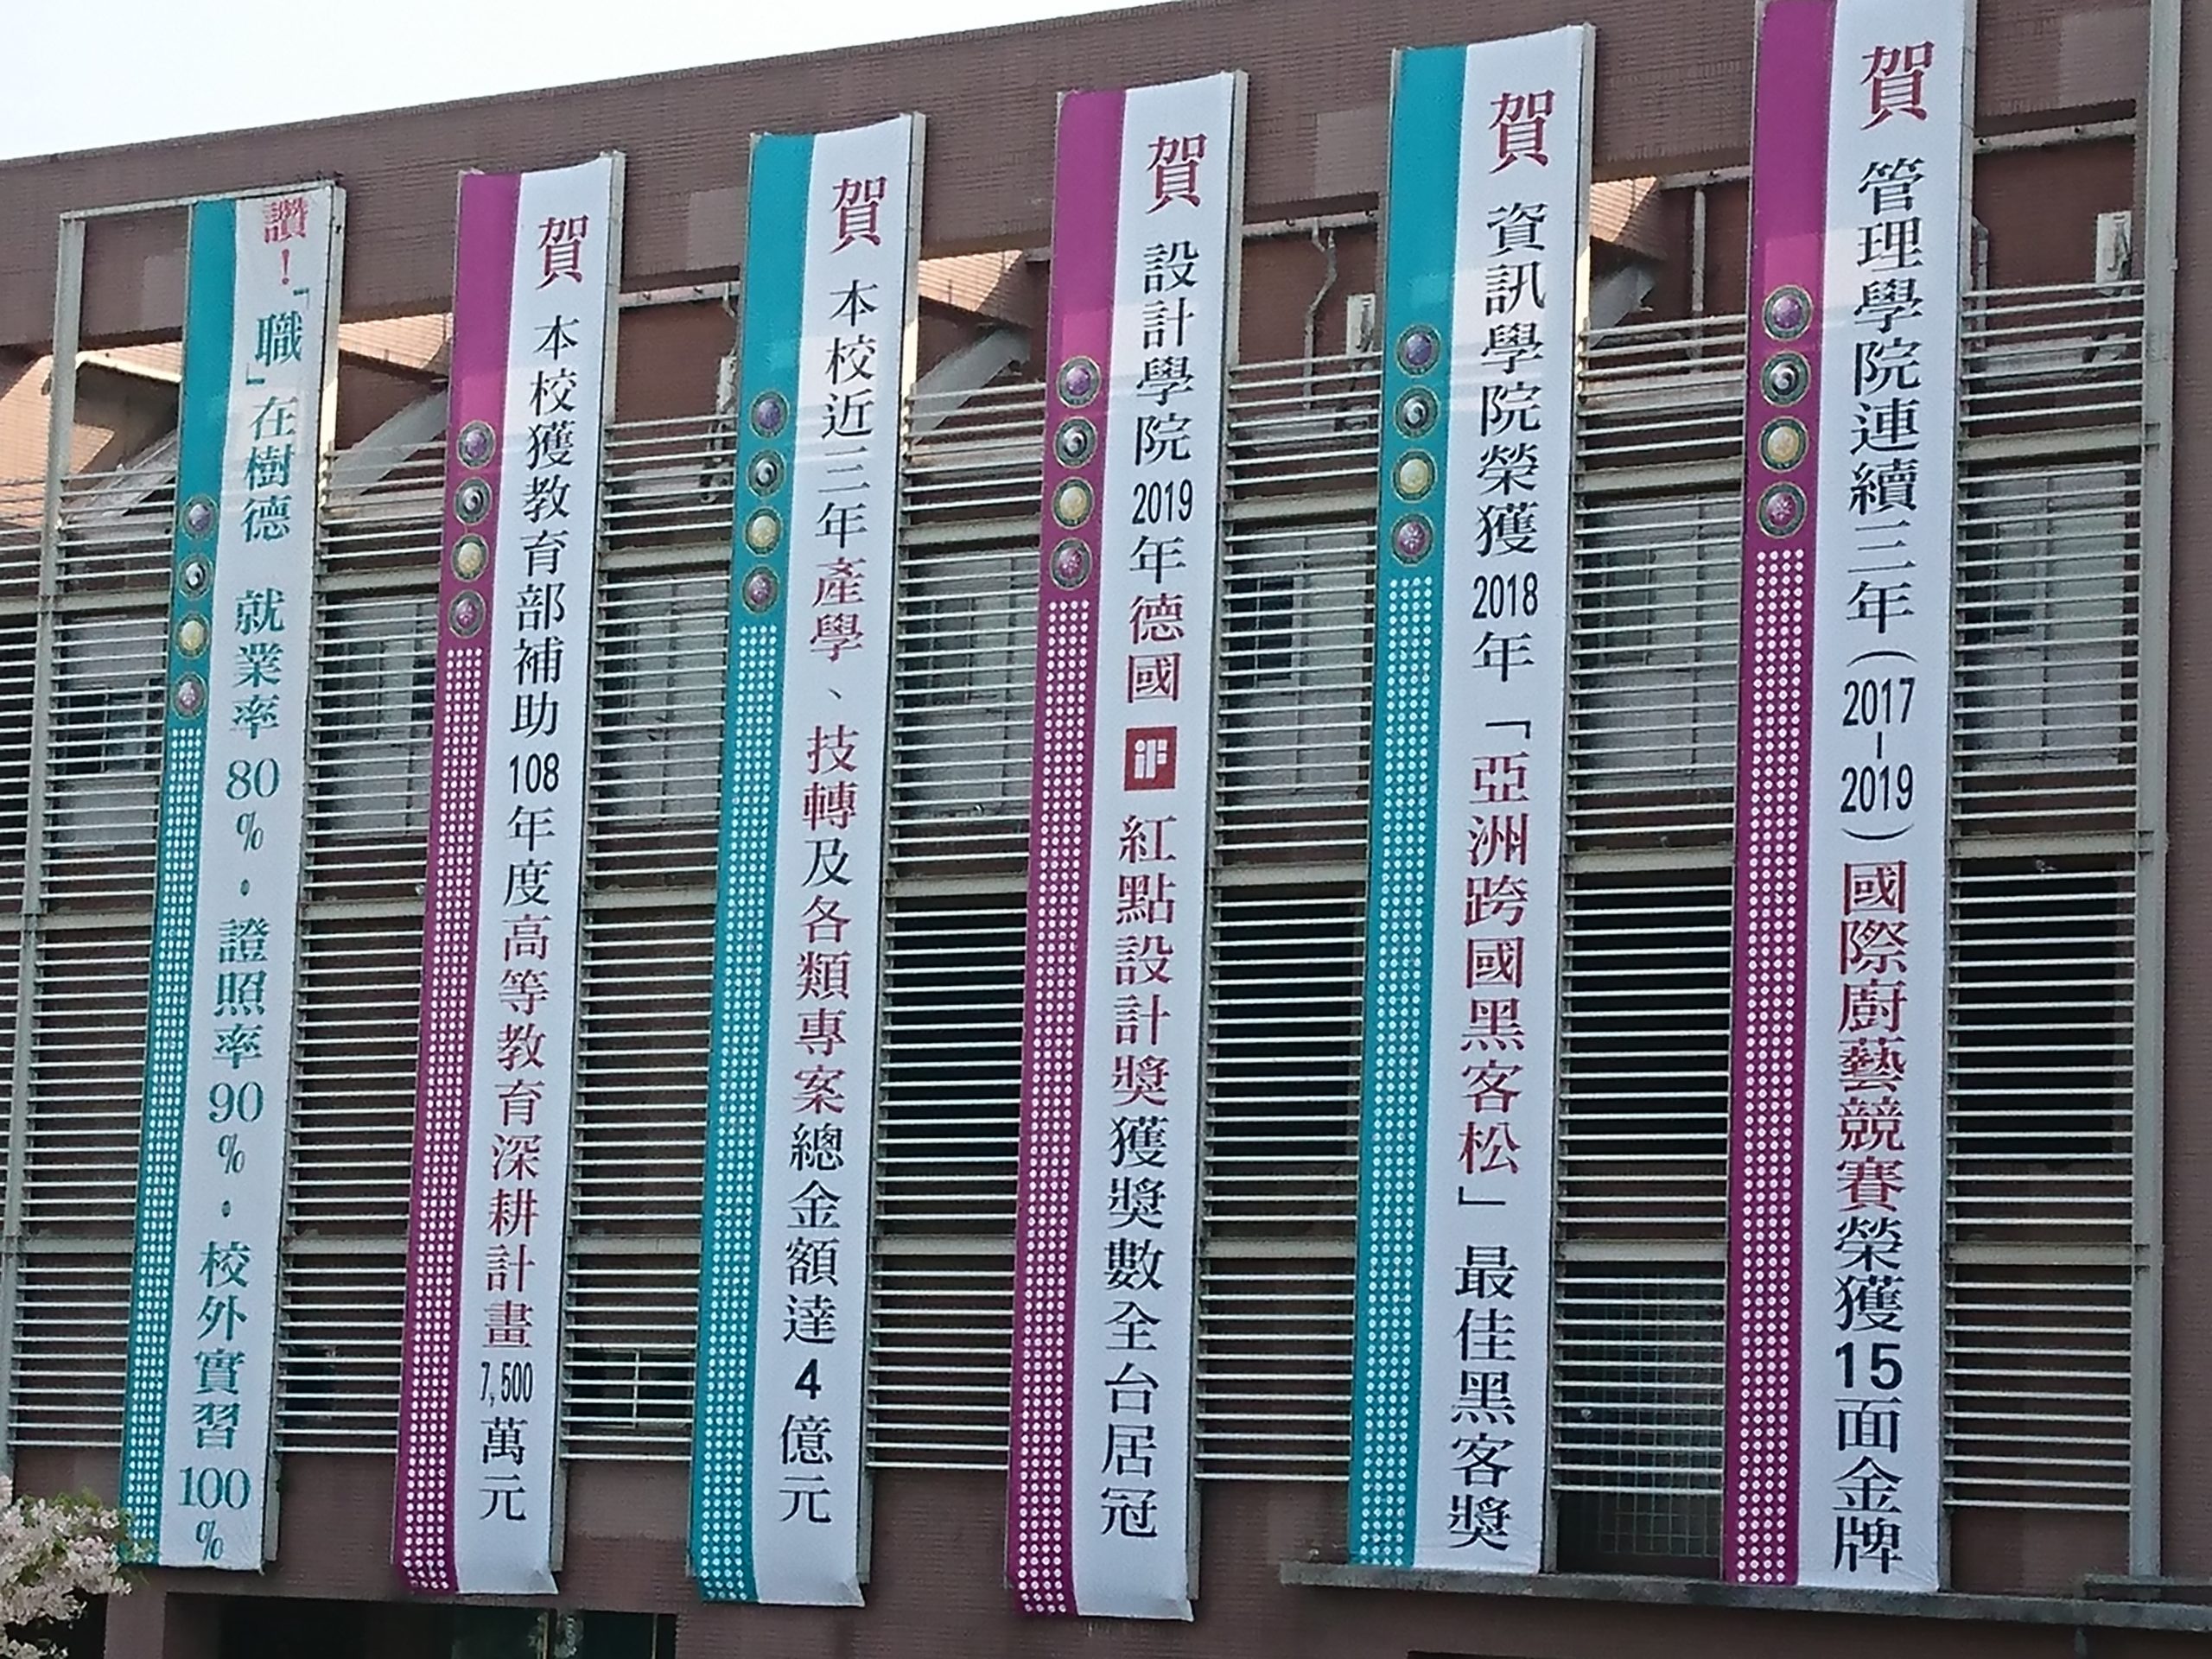 賀 管理學院連續三年(2017-2019)國際廚藝競賽榮獲15面金牌
賀 資訊學院榮獲2018年「亞洲跨國黑客松」最佳黑客獎
賀 設計學院2019年德國 iF 紅點設計獎獲獎數全台居冠
賀 本校近三年產學、技轉及各類專案總金額達4億元
賀 本校獲教育部補助108年度高等教育深耕計畫7,500萬元
讚!「職」在樹德 就業率80%•證照率90%•校外實習100%